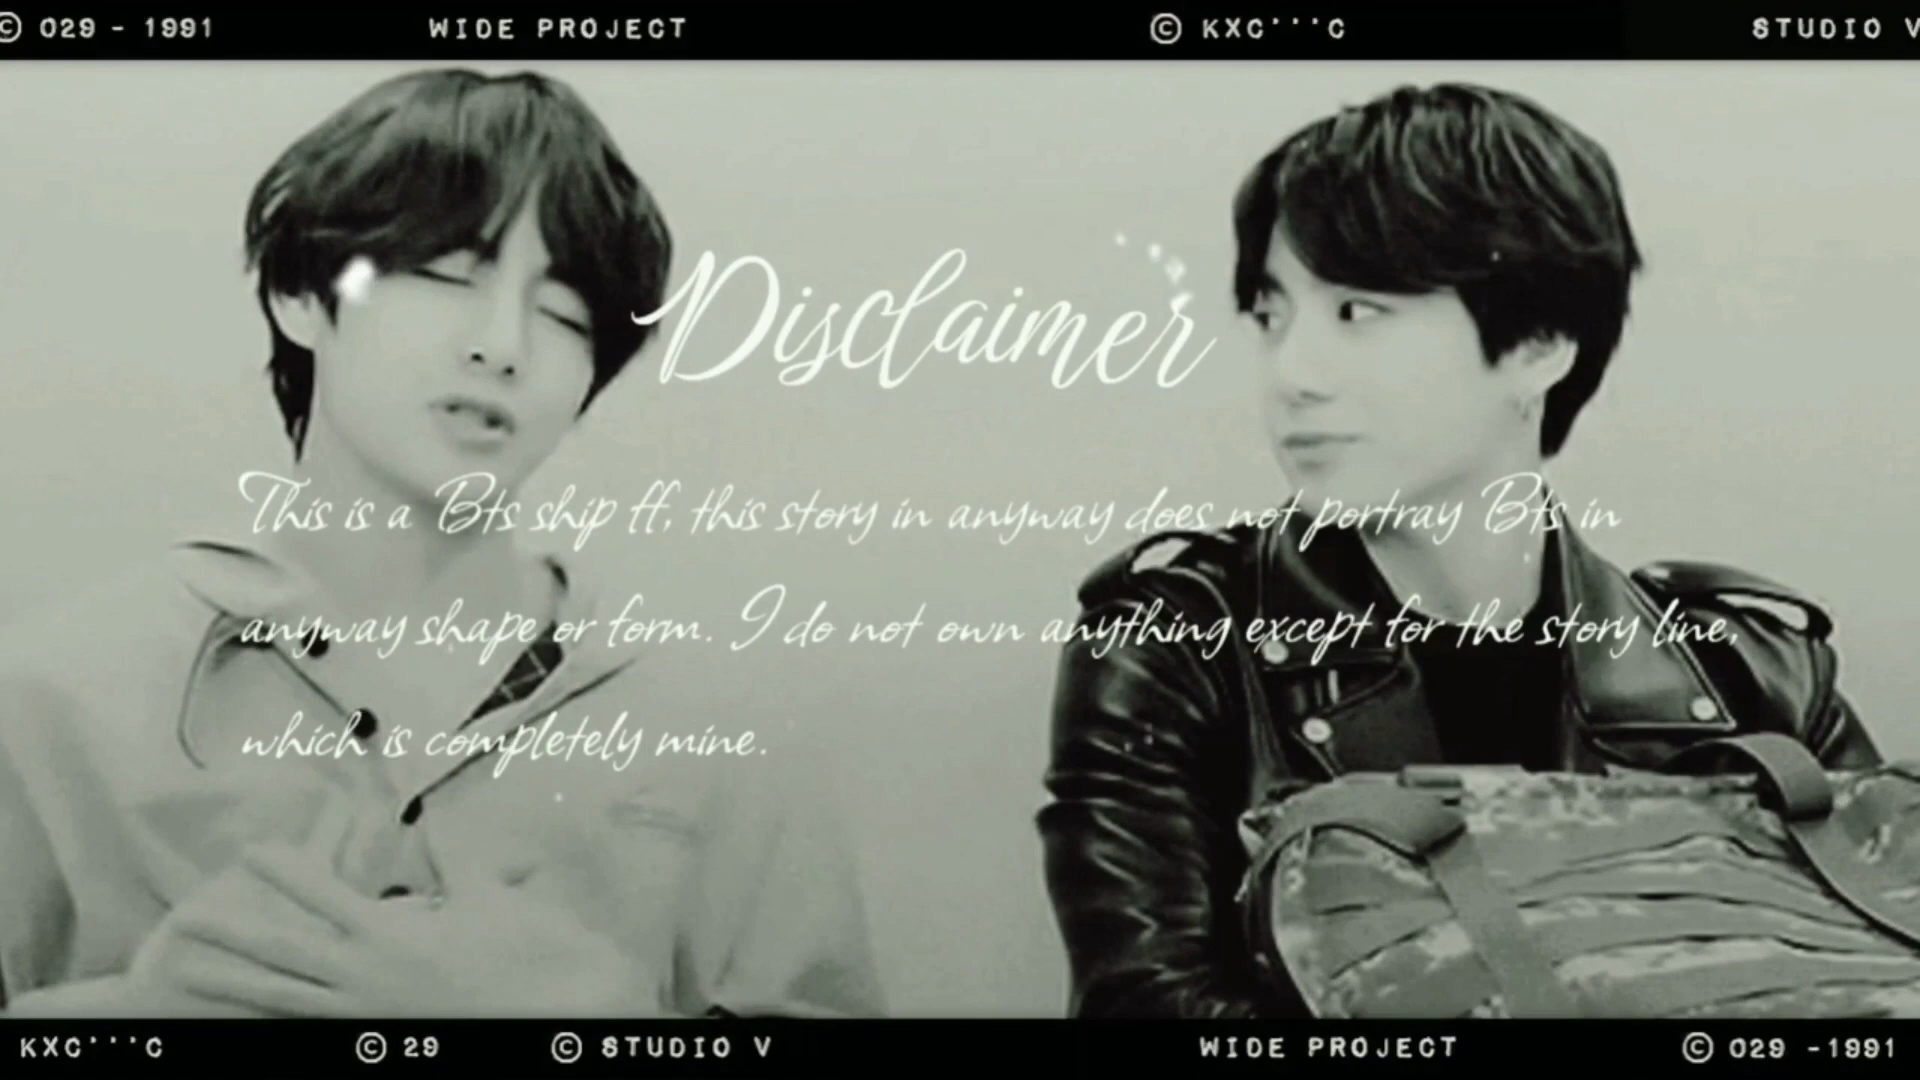 © 029 - 1991 WIDE PROJECT © KXC'''C STUDIO V
Disclaimer
This is a Bts ship ff, this story in anyway does not portray Bts in
anyway shape or form. I do not own anything except for the story line,
which is completely mine.
KXC'''C © 29 © STUDIO V WIDE PROJECT © 029 -1991